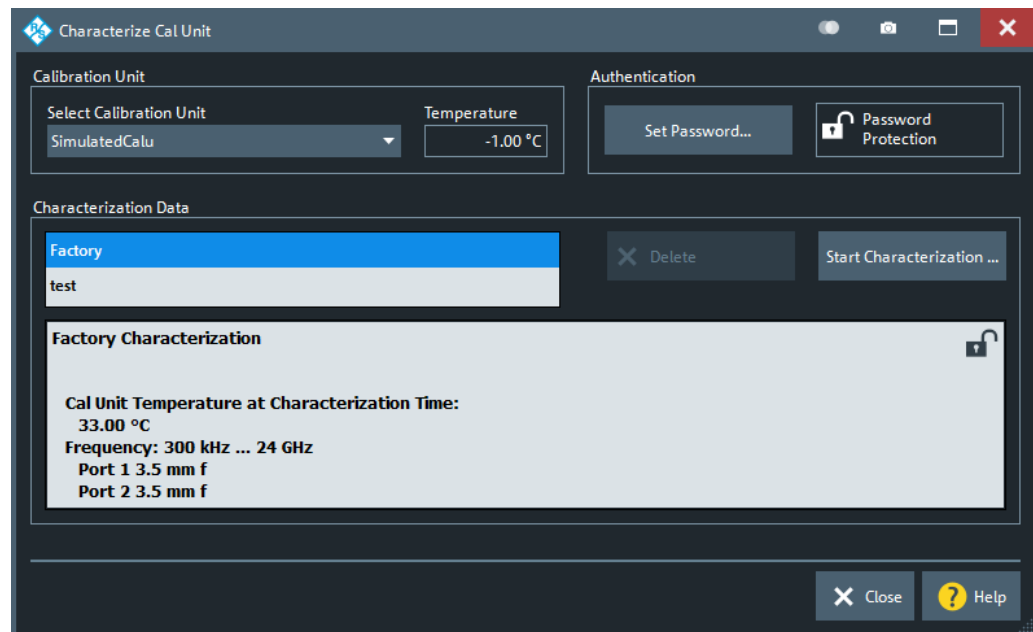 Characterize Cal Unit
Calibration Unit
Select Calibration Unit
SimulatedCalu
Temperature
-1.00 °C
Authentication
Set Password...
Password
Protection
Characterization Data
Factory
test
Delete
Start Characterization ...
Factory Characterization
Cal Unit Temperature at Characterization Time:
33.00 °C
Frequency: 300 kHz ... 24 GHz
Port 1 3.5 mm f
Port 2 3.5 mm f
Close
? Help